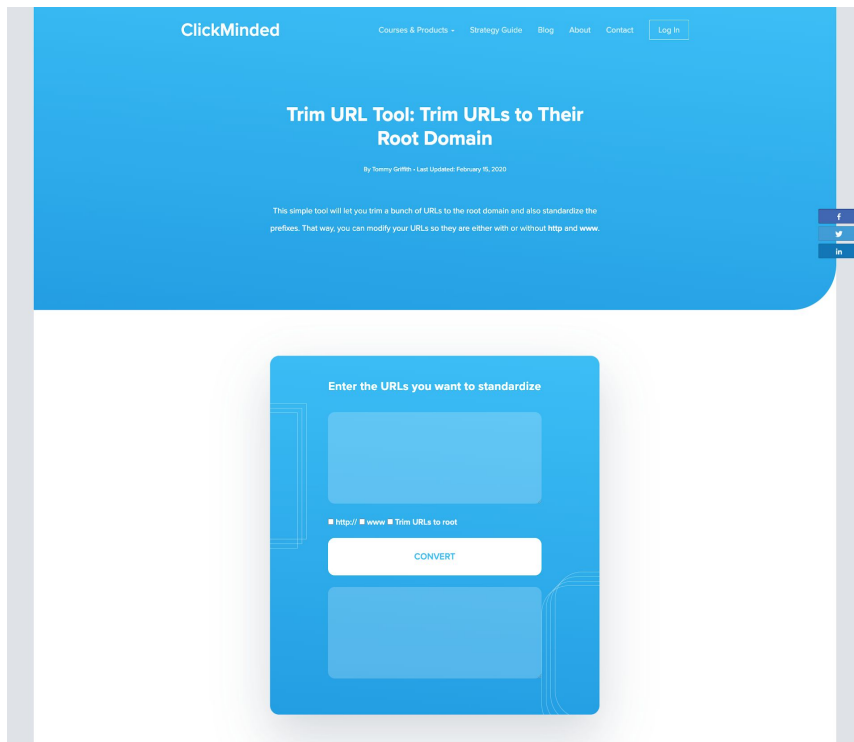 ClickMinded
Courses & Products
Strategy Guide
Blog
About
Contact
Log In
Trim URL Tool: Trim URLs to Their
Root Domain
By Tommy Griffith - Last Updated: February 15, 2020
This simple tool will let you trim a bunch of URLs to the root domain and also standardize the
prefixes. That way, you can modify your URLs so they are either with or without http and www.
f
in
Enter the URLs you want to standardize
http:// www Trim URLs to root
CONVERT